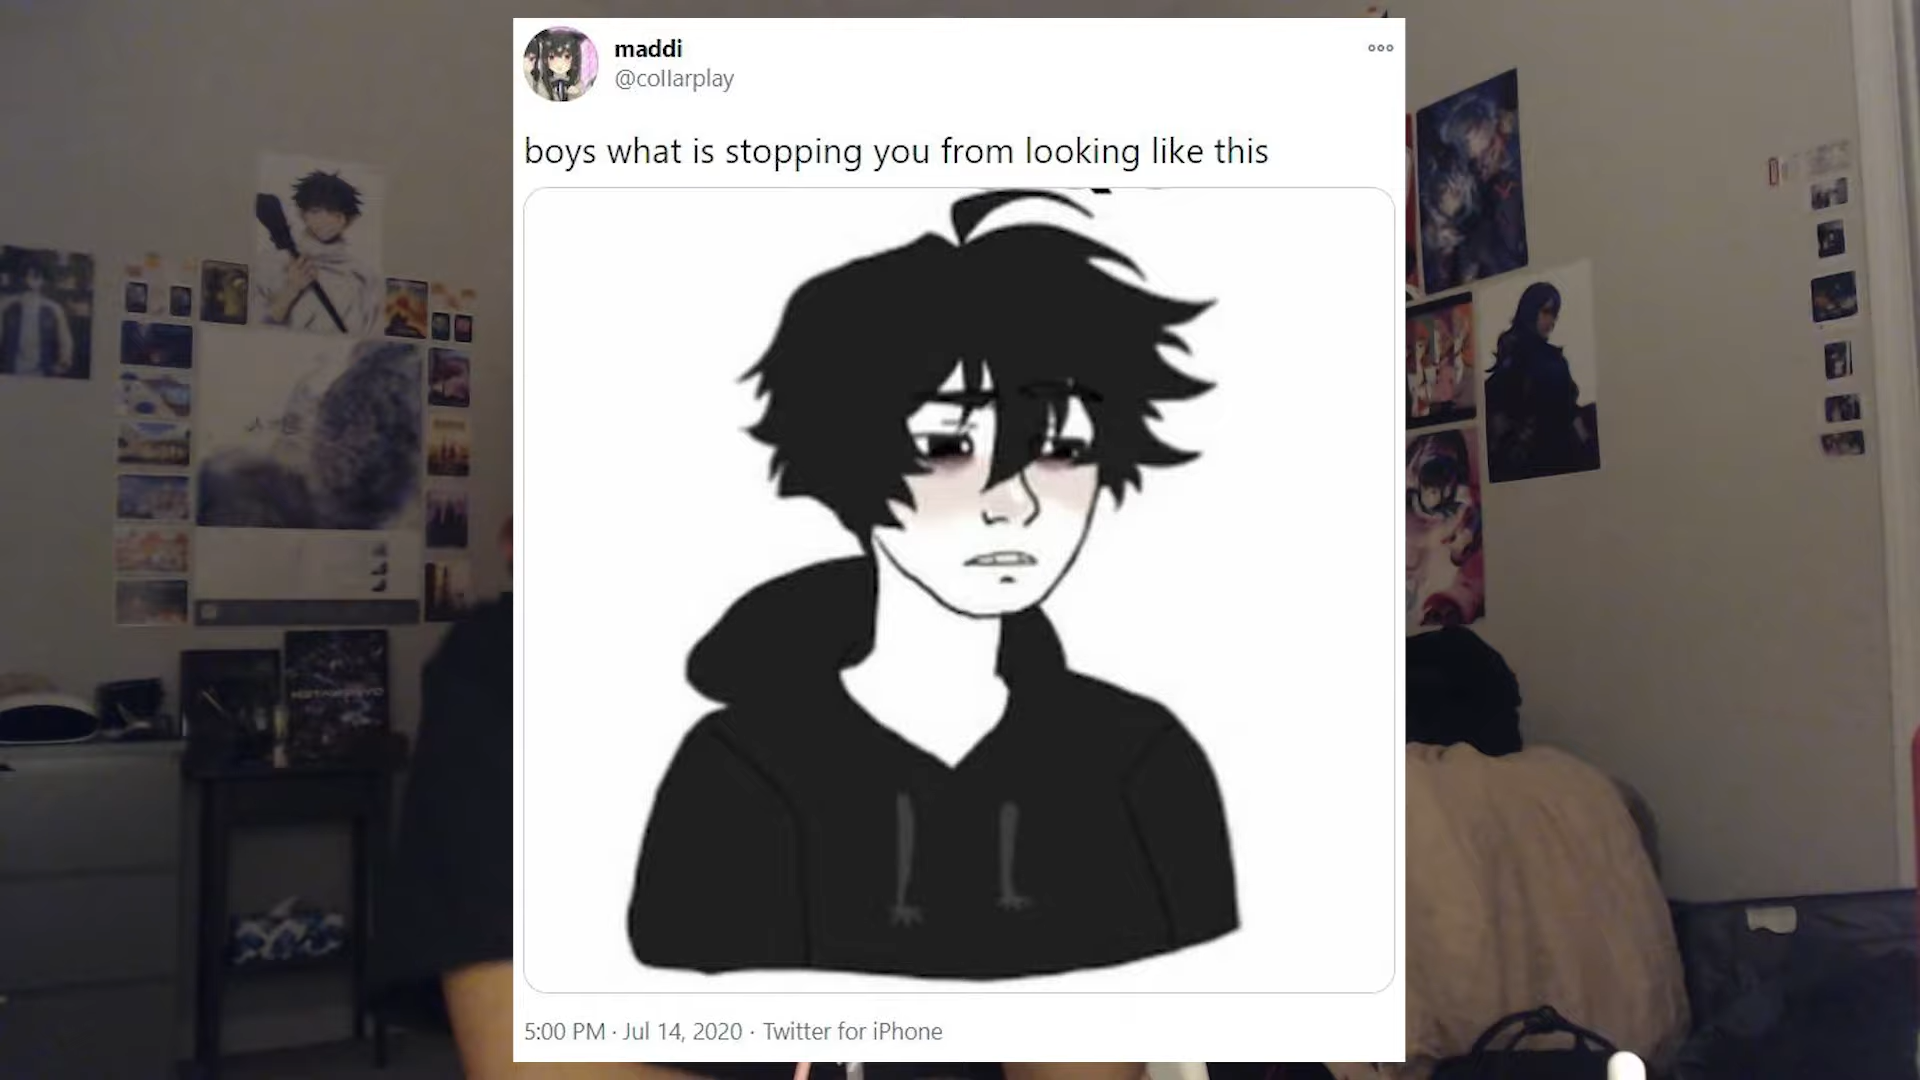 maddi
@collarplay
boys what is stopping you from looking like this
5:00 PM · Jul 14, 2020 · Twitter for iPhone